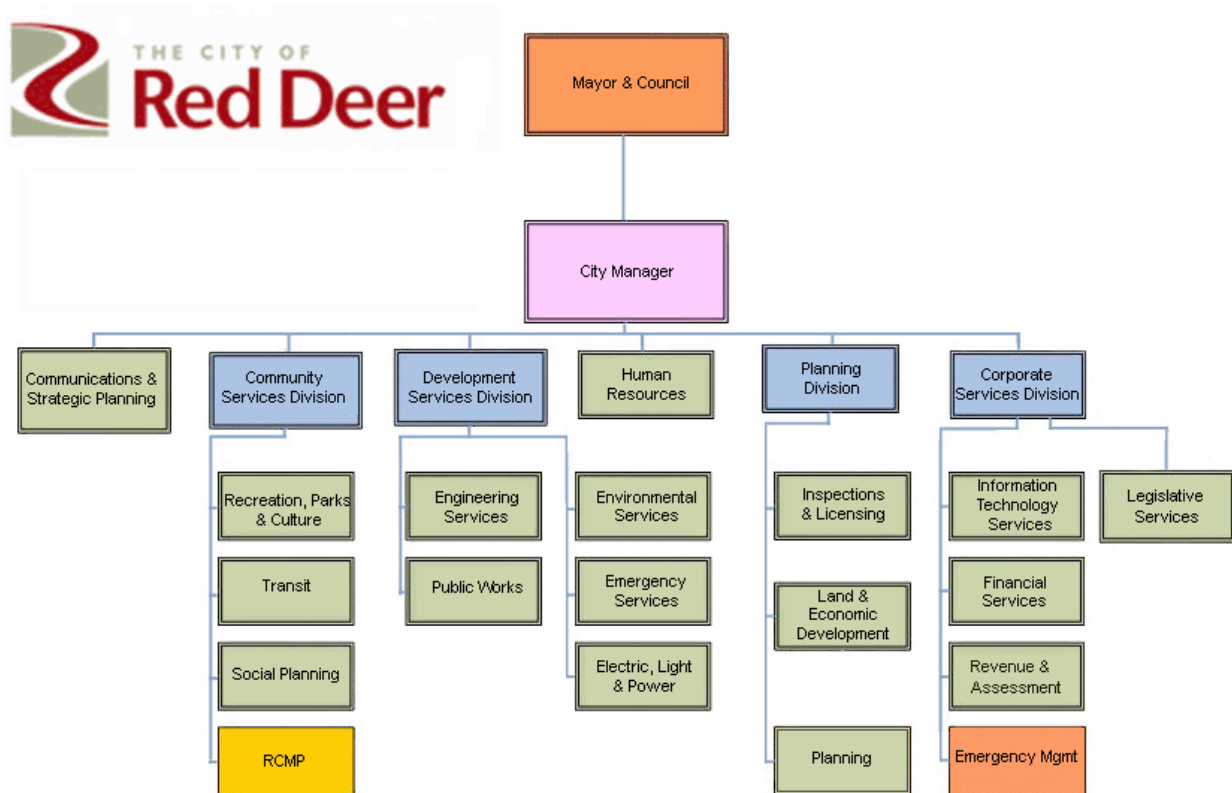 THE CITY OF
Red Deer
Mayor & Council
City Manager
Communications &
Strategic Planning
Community
Services Division
Development
Services Division
Human
Resources
Planning
Division
Corporate
Services Division
Recreation, Parks
& Culture
Transit
Social Planning
RCMP
Engineering
Services
Public Works
Environmental
Services
Emergency
Services
Electric, Light
& Power
Inspections
& Licensing
Land &
Economic
Development
Planning
Information
Technology
Services
Financial
Services
Revenue &
Assessment
Emergency Mgmt
Legislative
Services